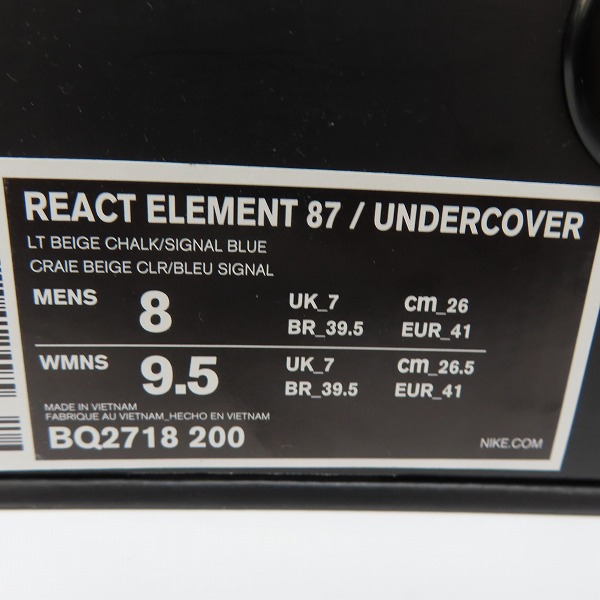 REACT ELEMENT 87 / UNDERCOVER
LT BEIGE CHALK/SIGNAL BLUE
CRAIE BEIGE CLR/BLEU SIGNAL
MENS 8 UK_7 cm_26
BR_39.5 EUR_41
WMNS 9.5 UK_7 cm_26.5
BR_39.5 EUR_41
MADE IN VIETNAM
FABRIQUE AU VIETNAM_HECHO EN VIETNAM
BQ2718 200 NIKE.COM